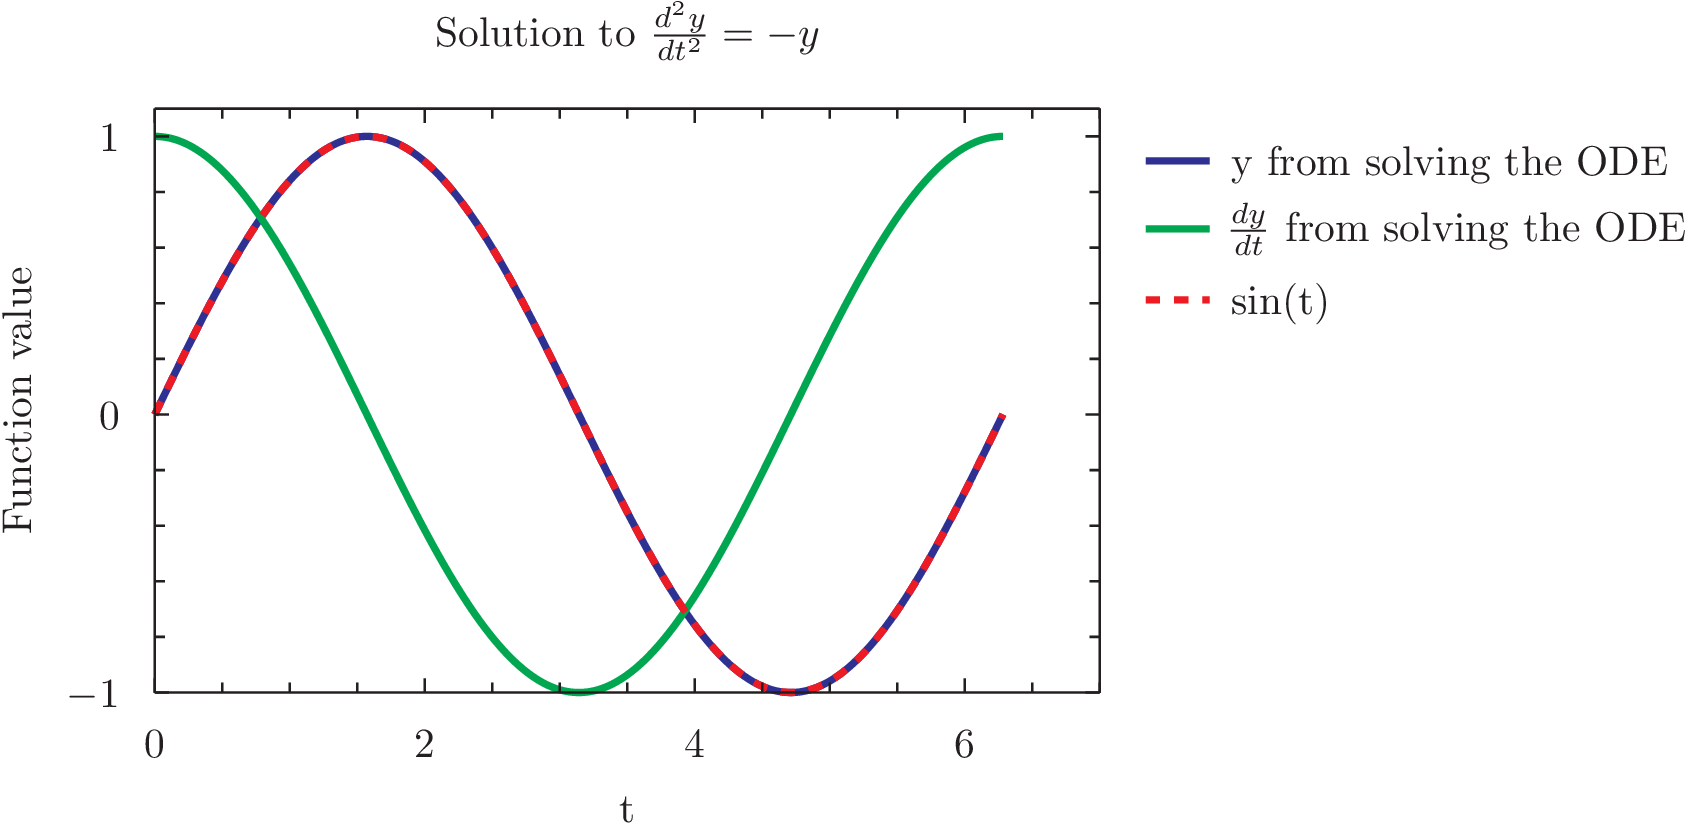 Solution to d²y/dt² = −y
1
0
−1
Function value
0 2 4 6
t
y from solving the ODE
dy/dt from solving the ODE
sin(t)